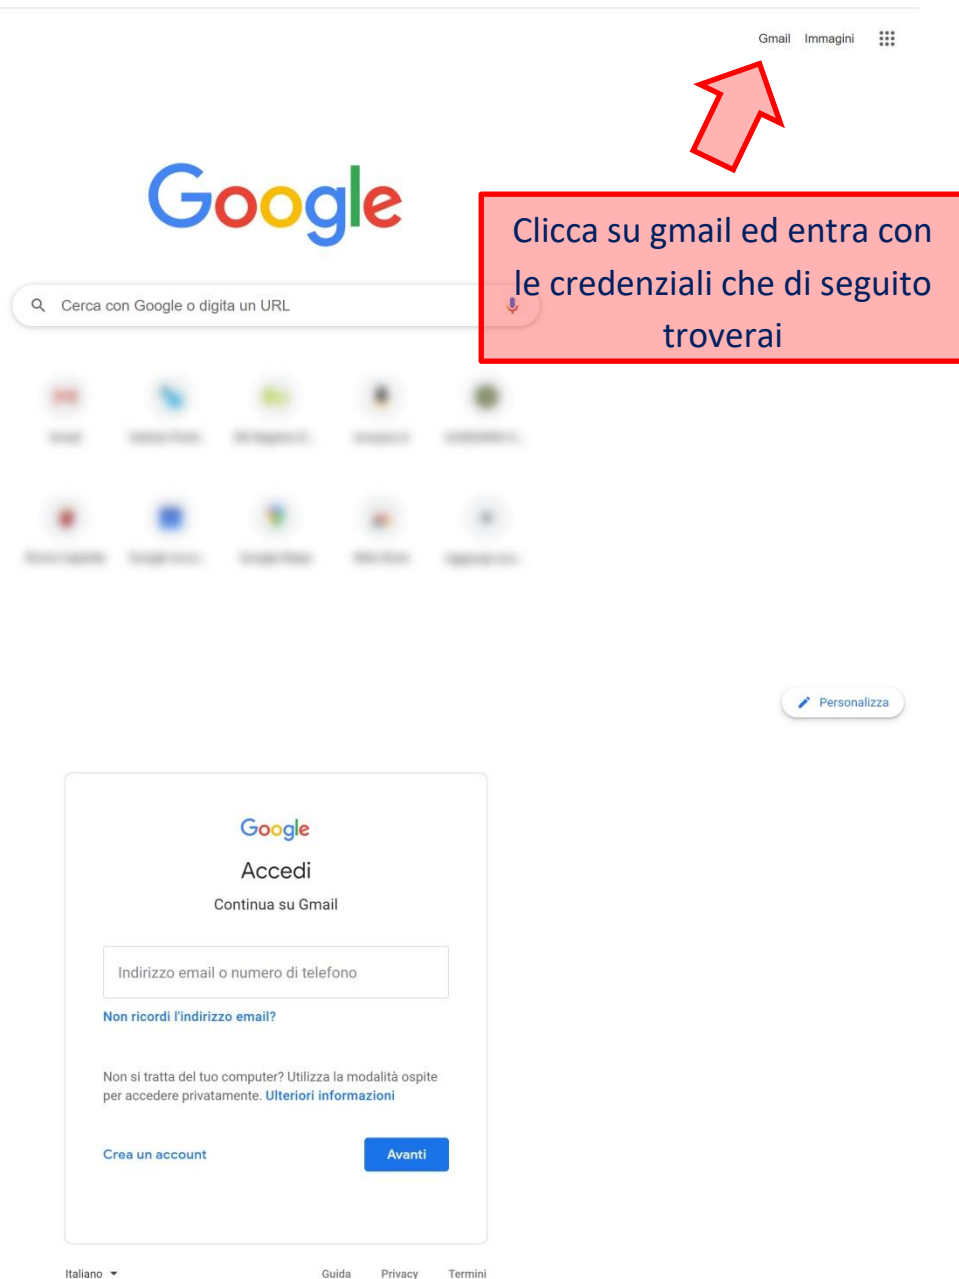 Gmail Immagini
Google
Clicca su gmail ed entra con
le credenziali che di seguito
troverai
Cerca con Google o digita un URL
Personalizza
Google
Accedi
Continua su Gmail
Indirizzo email o numero di telefono
Non ricordi l'indirizzo email?
Non si tratta del tuo computer? Utilizza la modalità ospite
per accedere privatamente. Ulteriori informazioni
Crea un account Avanti
Italiano Guida Privacy Termini